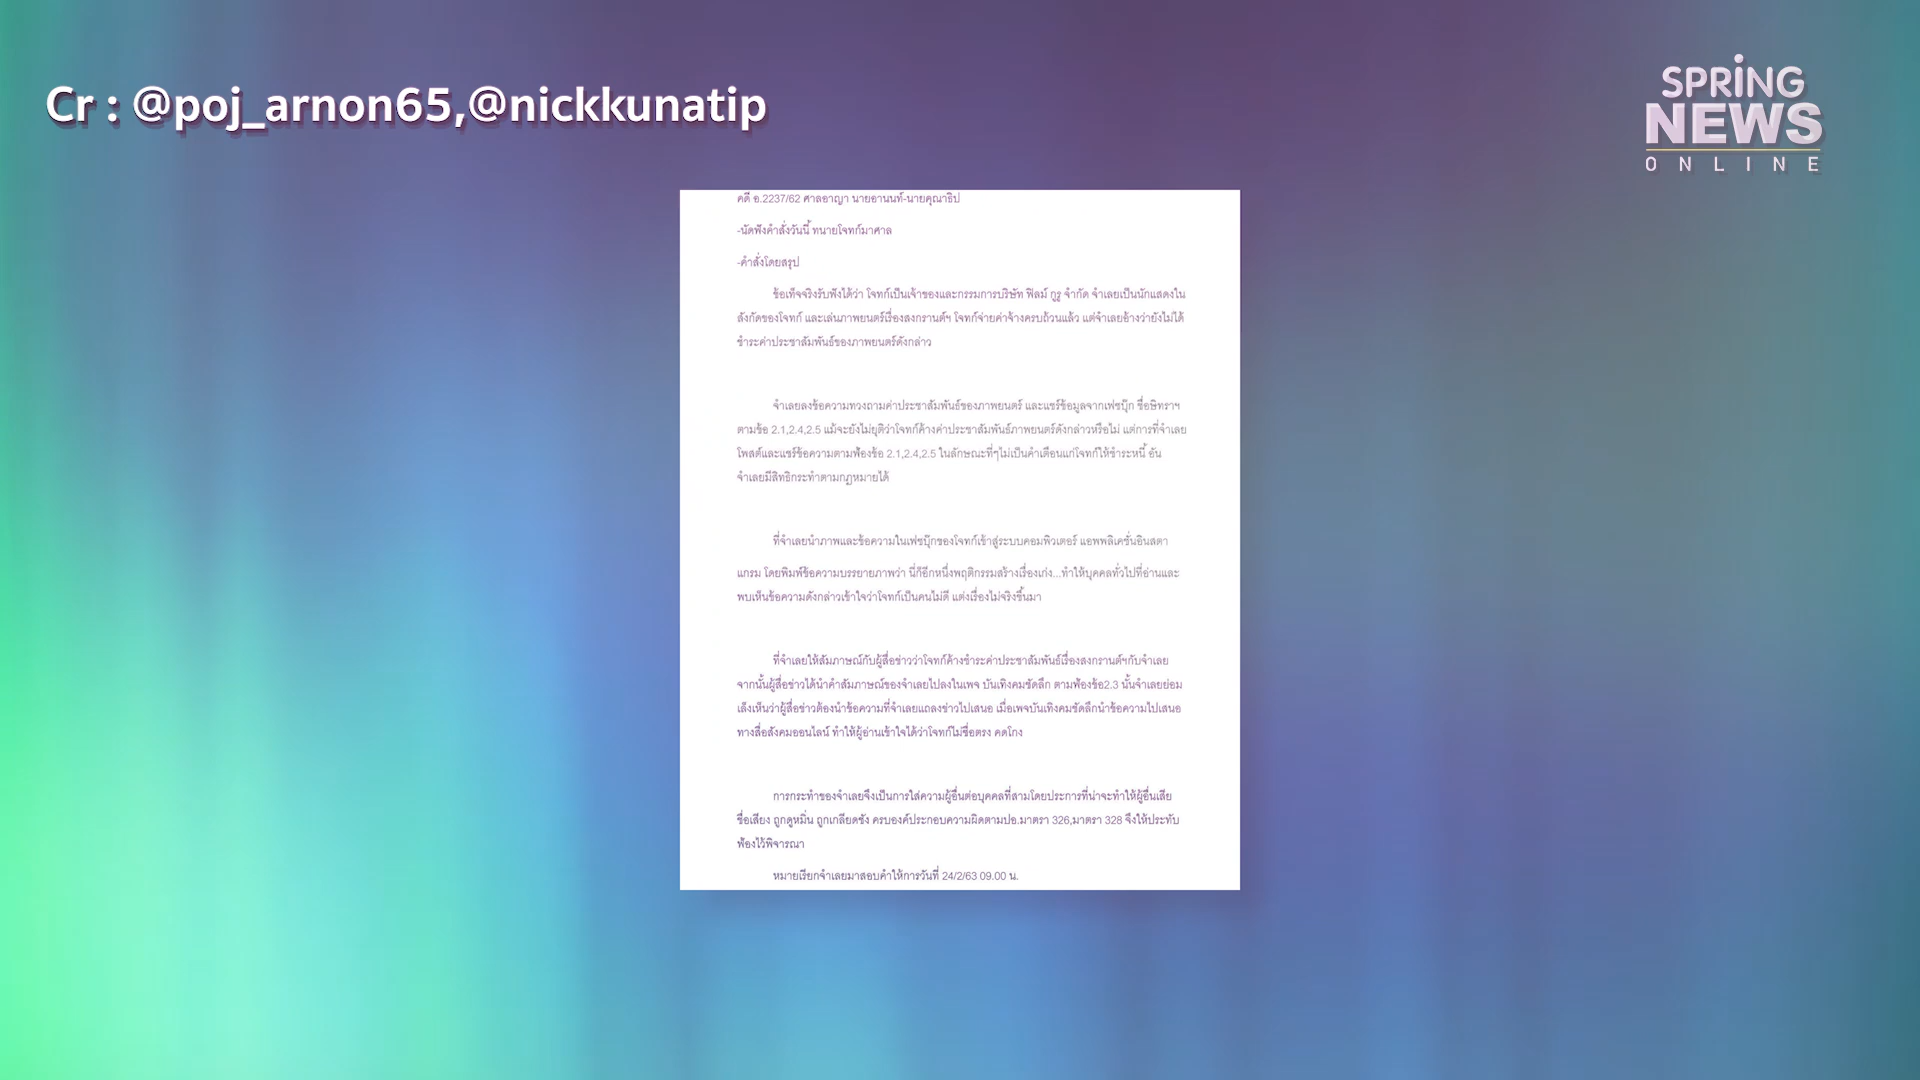 Cr : @poj_arnon65,@nickkunatip
SPRiNG
NEWS
ONLINE
คดี อ.2237/62 ศาลอาญา นายอานนท์-นายคุณาธิป
-นัดฟังคำสั่งวันนี้ ทนายโจทก์มาศาล
-คำสั่งโดยสรุป
ข้อเท็จจริงรับฟังได้ว่า โจทก์เป็นเจ้าของและกรรมการบริษัท ฟิลม์ กูรู จำกัด จำเลยเป็นนักแสดงใน
สังกัดของโจทก์ และเล่นภาพยนตร์เรื่องสงกรานต์ฯ โจทก์จ่ายค่าจ้างครบถ้วนแล้ว แต่จำเลยอ้างว่ายังไม่ได้
ชำระค่าประชาสัมพันธ์ของภาพยนตร์ดังกล่าว
จำเลยลงข้อความทวงถามค่าประชาสัมพันธ์ของภาพยนตร์ และแชร์ข้อมูลจากเฟซบุ๊ก ชื่อษิทราฯ
ตามข้อ 2.1,2.4,2.5 แม้จะยังไม่ยุติว่าโจทก์ค้างค่าประชาสัมพันธ์ภาพยนตร์ดังกล่าวหรือไม่ แต่การที่จำเลย
โพสต์และแชร์ข้อความตามฟ้องข้อ 2.1,2.4,2.5 ในลักษณะที่ๆไม่เป็นคำเตือนแก่โจทก์ให้ชำระหนี้ อัน
จำเลยมีสิทธิกระทำตามกฎหมายได้
ที่จำเลยนำภาพและข้อความในเฟซบุ๊กของโจทก์เข้าสู่ระบบคอมพิวเตอร์ แอพพลิเคชั่นอินสตา
แกรม โดยพิมพ์ข้อความบรรยายภาพว่า นี่ก็อีกหนึ่งพฤติกรรมสร้างเรื่องเก่ง...ทำให้บุคคลทั่วไปที่อ่านและ
พบเห็นข้อความดังกล่าวเข้าใจว่าโจทก์เป็นคนไม่ดี แต่งเรื่องไม่จริงขึ้นมา
ที่จำเลยให้สัมภาษณ์กับผู้สื่อข่าวว่าโจทก์ค้างชำระค่าประชาสัมพันธ์เรื่องสงกรานต์ฯกับจำเลย
จากนั้นผู้สื่อข่าวได้นำคำสัมภาษณ์ของจำเลยไปลงในเพจ บันเทิงคมชัดลึก ตามฟ้องข้อ2.3 นั้นจำเลยย่อม
เล็งเห็นว่าผู้สื่อข่าวต้องนำข้อความที่จำเลยแถลงข่าวไปเสนอ เมื่อเพจบันเทิงคมชัดลึกนำข้อความไปเสนอ
ทางสื่อสังคมออนไลน์ ทำให้ผู้อ่านเข้าใจได้ว่าโจทก์ไม่ซื่อตรง คดโกง
การกระทำของจำเลยจึงเป็นการใส่ความผู้อื่นต่อบุคคลที่สามโดยประการที่น่าจะทำให้ผู้อื่นเสีย
ชื่อเสียง ถูกดูหมิ่น ถูกเกลียดชัง ครบองค์ประกอบความผิดตามปอ.มาตรา 326,มาตรา 328 จึงให้ประทับ
ฟ้องไว้พิจารณา
หมายเรียกจำเลยมาสอบคำให้การวันที่ 24/2/63 09.00 น.